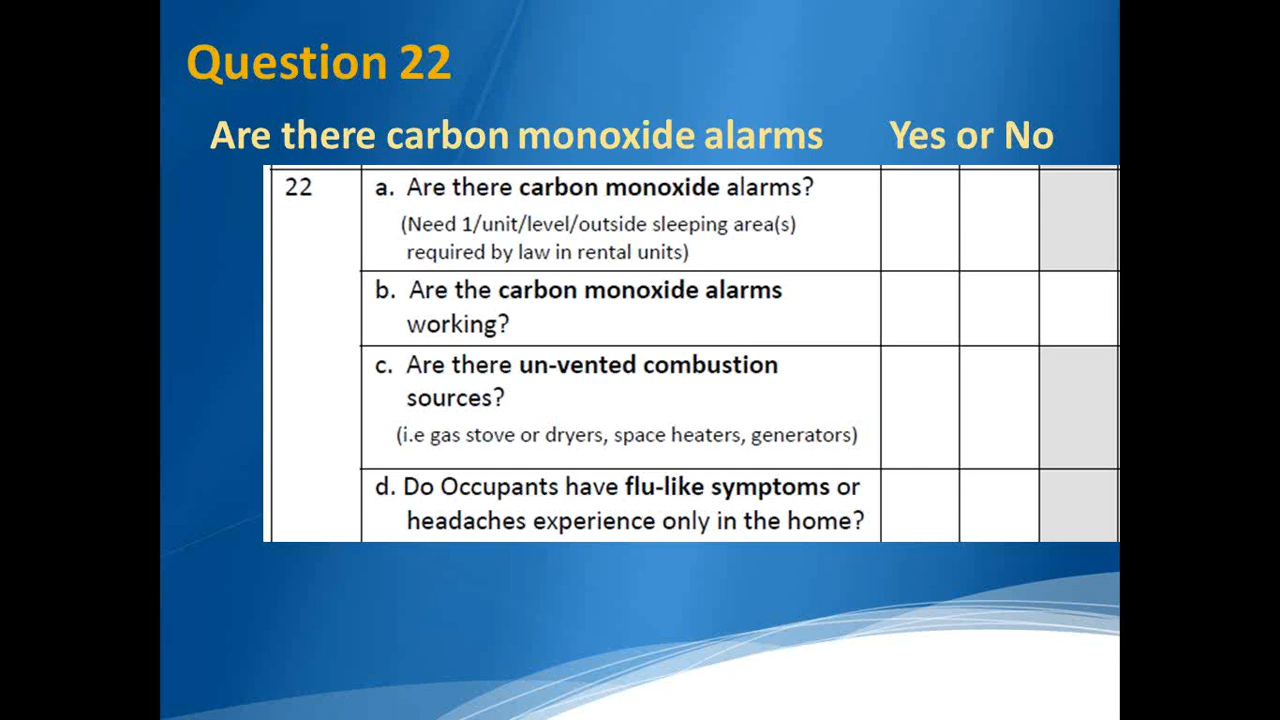 Question 22
Are there carbon monoxide alarms Yes or No
22 a. Are there carbon monoxide alarms?
(Need 1/unit/level/outside sleeping area(s)
required by law in rental units)
b. Are the carbon monoxide alarms
working?
c. Are there un-vented combustion
sources?
(i.e gas stove or dryers, space heaters, generators)
d. Do Occupants have flu-like symptoms or
headaches experience only in the home?